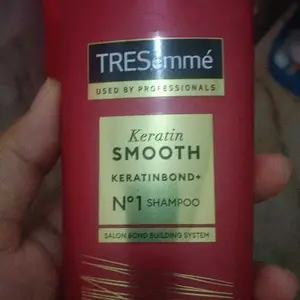 TRESemmé
USED BY PROFESSIONALS
Keratin
SMOOTH
KERATINBOND+
Nº1 SHAMPOO
SALON BOND BUILDING SYSTEM